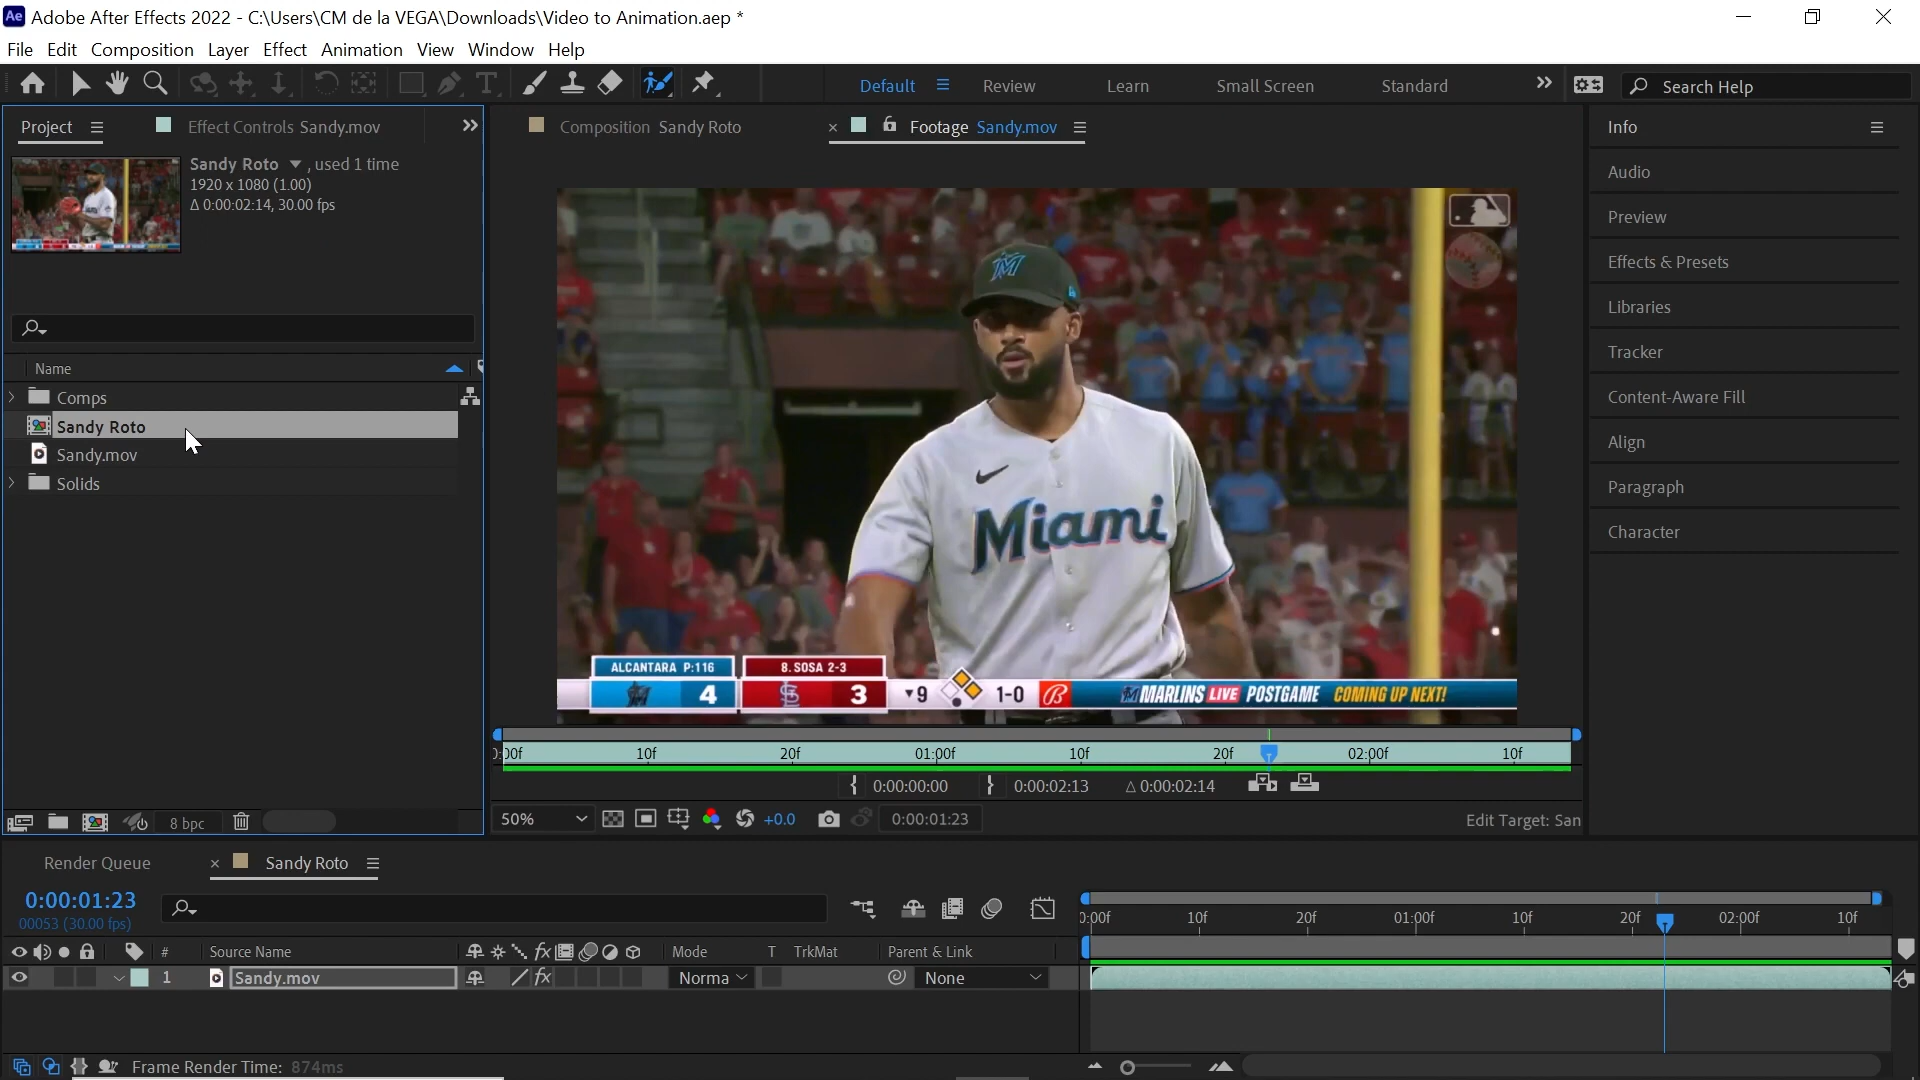 Ae Adobe After Effects 2022 - C:\Users\CM de la VEGA\Downloads\Video to Animation.aep *
File Edit Composition Layer Effect Animation View Window Help
Default Review Learn Small Screen Standard Search Help
Project Effect Controls Sandy.mov Composition Sandy Roto Footage Sandy.mov Info
Sandy Roto , used 1 time
1920 x 1080 (1.00)
Δ 0:00:02:14, 30.00 fps
Audio
Preview
Effects & Presets
Libraries
Tracker
Content-Aware Fill
Align
Paragraph
Character
Name
Comps
Sandy Roto
Sandy.mov
Solids
M
Miami
ALCANTARA P:116 8. SOSA 2-3
M 4 StL 3 ▾9 1-0 B MARLINS LIVE POSTGAME COMING UP NEXT!
0:00f 10f 20f 01:00f 10f 20f 02:00f 10f
{ 0:00:00:00 } 0:00:02:13 Δ 0:00:02:14
8 bpc 50% +0.0 0:00:01:23 Edit Target: San
Render Queue × Sandy Roto
0:00:01:23
00053 (30.00 fps)
0:00f 10f 20f 01:00f 10f 20f 02:00f 10f
# Source Name fx Mode T TrkMat Parent & Link
1 Sandy.mov fx Norma None
Frame Render Time: 874ms